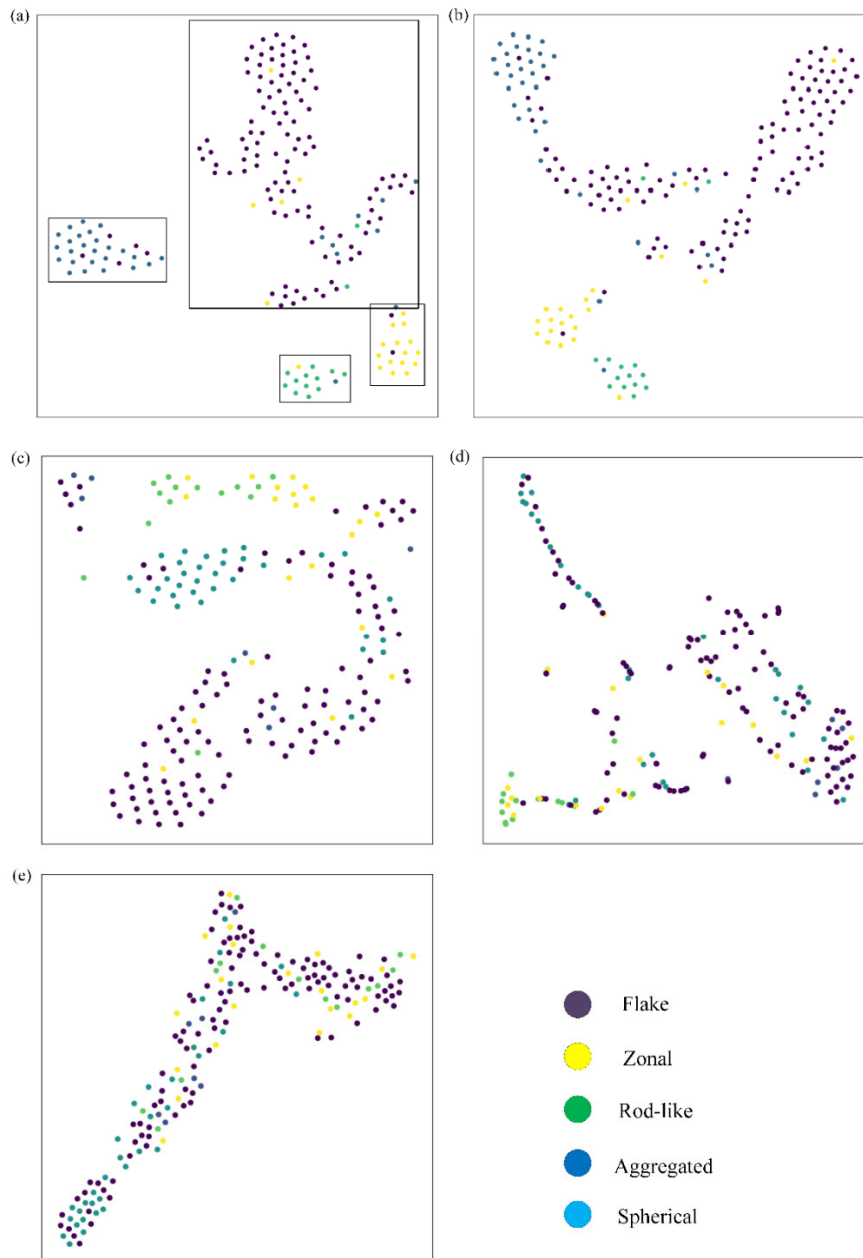 (a)
(b)
(c)
(d)
(e)
Flake
Zonal
Rod-like
Aggregated
Spherical